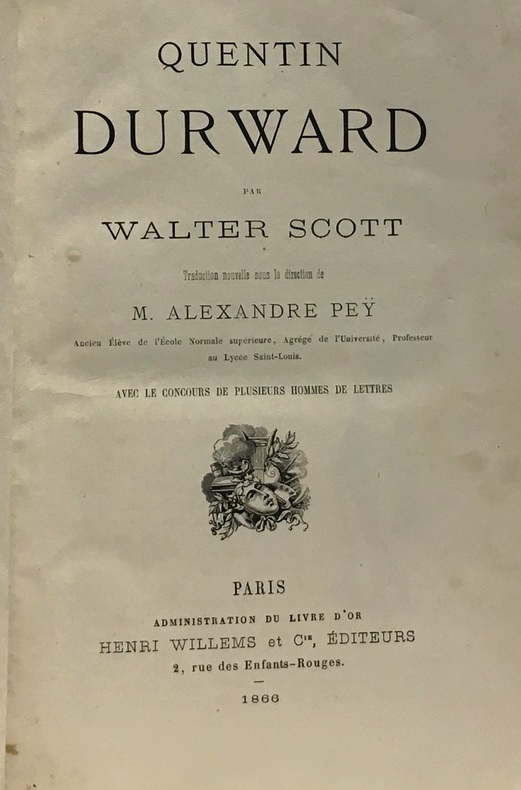 QUENTIN
DURWARD
PAR
WALTER SCOTT
Traduction nouvelle sous la direction de
M. ALEXANDRE PEŸ
Ancien Élève de l'École Normale supérieure, Agrégé de l'Université, Professeur
au Lycée Saint-Louis.
AVEC LE CONCOURS DE PLUSIEURS HOMMES DE LETTRES
PARIS
ADMINISTRATION DU LIVRE D'OR
HENRI WILLEMS et Cie, ÉDITEURS
2, rue des Enfants-Rouges.
1866